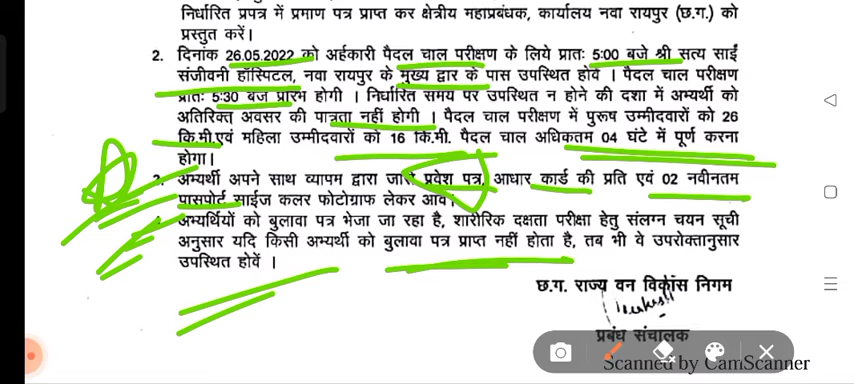 निर्धारित प्रपत्र में प्रमाण पत्र प्राप्त कर क्षेत्रीय महाप्रबंधक, कार्यालय नवा रायपुर (छ.ग.) को
प्रस्तुत करें।
2. दिनांक 26.05.2022 को अर्हकारी पैदल चाल परीक्षण के लिये प्रातः 5:00 बजे श्री सत्य साईं
संजीवनी हॉस्पिटल, नवा रायपुर के मुख्य द्वार के पास उपस्थित होवें । पैदल चाल परीक्षण
प्रातः 5:30 बजे प्रारंभ होगी । निर्धारित समय पर उपस्थित न होने की दशा में अभ्यर्थी को
अतिरिक्त अवसर की पात्रता नहीं होगी । पैदल चाल परीक्षण में पुरूष उम्मीदवारों को 26
कि.मी.एवं महिला उम्मीदवारों को 16 कि.मी. पैदल चाल अधिकतम 04 घंटे में पूर्ण करना
होगा।
3. अभ्यर्थी अपने साथ व्यापम द्वारा जारी प्रवेश पत्र, आधार कार्ड की प्रति एवं 02 नवीनतम
पासपोर्ट साईज कलर फोटोग्राफ लेकर आवें।
अभ्यर्थियों को बुलावा पत्र भेजा जा रहा है, शारीरिक दक्षता परीक्षा हेतु संलग्न चयन सूची
अनुसार यदि किसी अभ्यर्थी को बुलावा पत्र प्राप्त नहीं होता है, तब भी वे उपरोक्तानुसार
उपस्थित होवें ।
छ.ग. राज्य वन विकास निगम
प्रबंध संचालक
Scanned by CamScanner